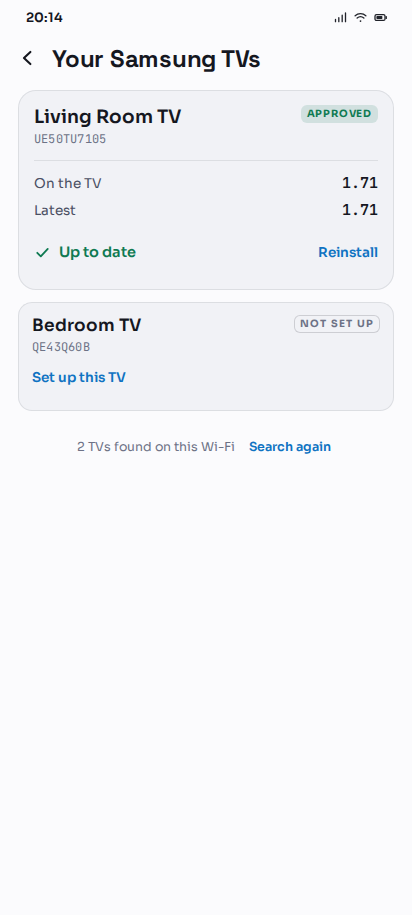 20:14
Your Samsung TVs
Living Room TV
APPROVED
UE50TU7105
On the TV 1.71
Latest 1.71
Up to date
Reinstall
Bedroom TV
NOT SET UP
QE43Q60B
Set up this TV
2 TVs found on this Wi-Fi Search again